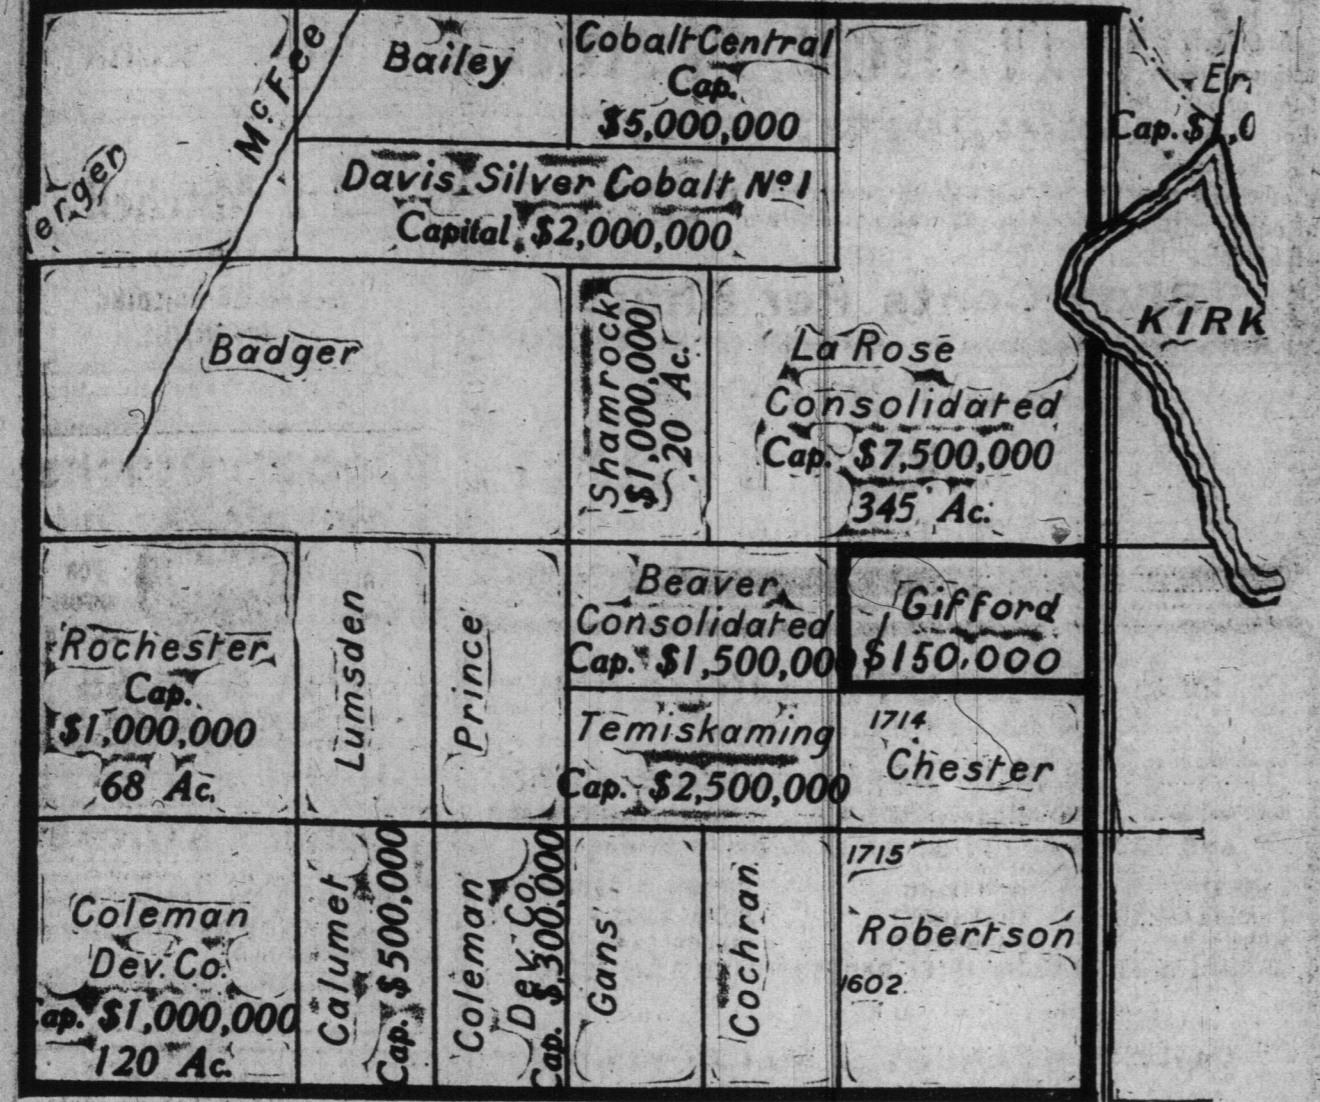 McFee
Bailey
Cobalt Central
Cap.
$5,000,000
Davis Silver Cobalt No 1
Capital $2,000,000
erger
Badger
Shamrock
$1,000,000
20 Ac.
La Rose
Consolidated
Cap. $7,500,000
345 Ac.
KIRK
Rochester
Cap.
$1,000,000
68 Ac.
Lumsden
Prince
Beaver
Consolidated
Cap. $1,500,00
Gifford
$150,000
Temiskaming
Cap. $2,500,000
1714
Chester
Coleman
Dev. Co.
ap. $1,000,000
120 Ac.
Calumet
Cap. $500,000
Coleman
Dev. Co.
Cap. $300,000
Gans
Cochran
1715
Robertson
1602